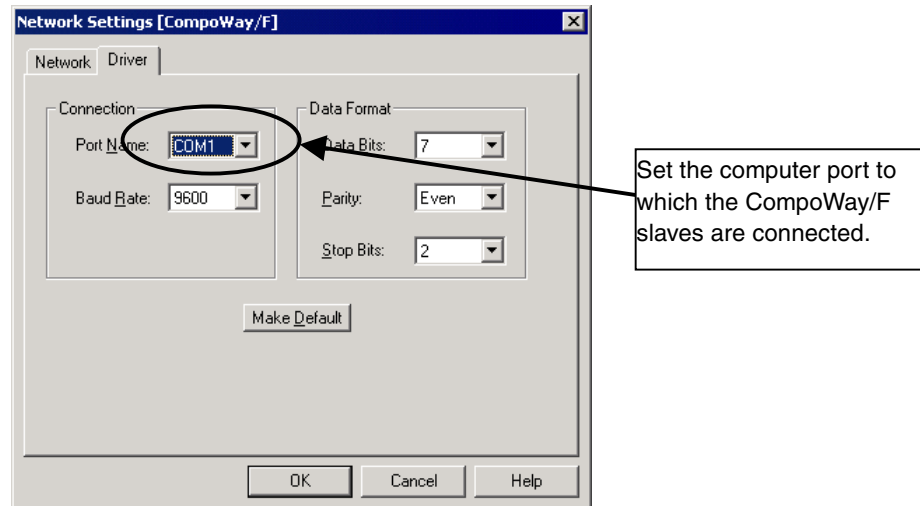 Network Settings [CompoWay/F]
Network Driver
Connection
Port Name: COM1
Baud Rate: 9600
Data Format
Data Bits: 7
Parity: Even
Stop Bits: 2
Make Default
OK Cancel Help
Set the computer port to
which the CompoWay/F
slaves are connected.